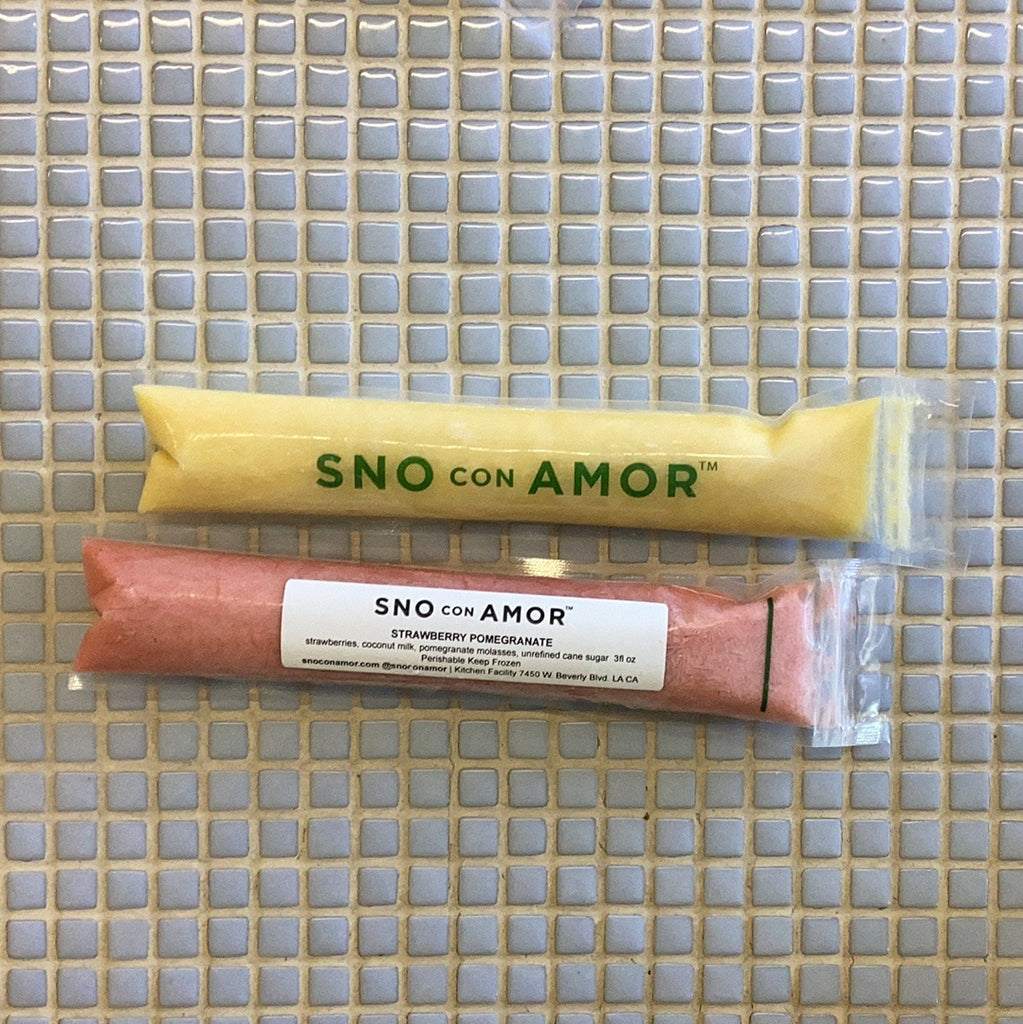 SNO CON AMOR™
SNO CON AMOR™
STRAWBERRY POMEGRANATE
strawberries, coconut milk, pomegranate molasses, unrefined cane sugar 3fl oz
Perishable Keep Frozen
snoconamor.com @snoconamor | Kitchen Facility 7450 W. Beverly Blvd. LA CA